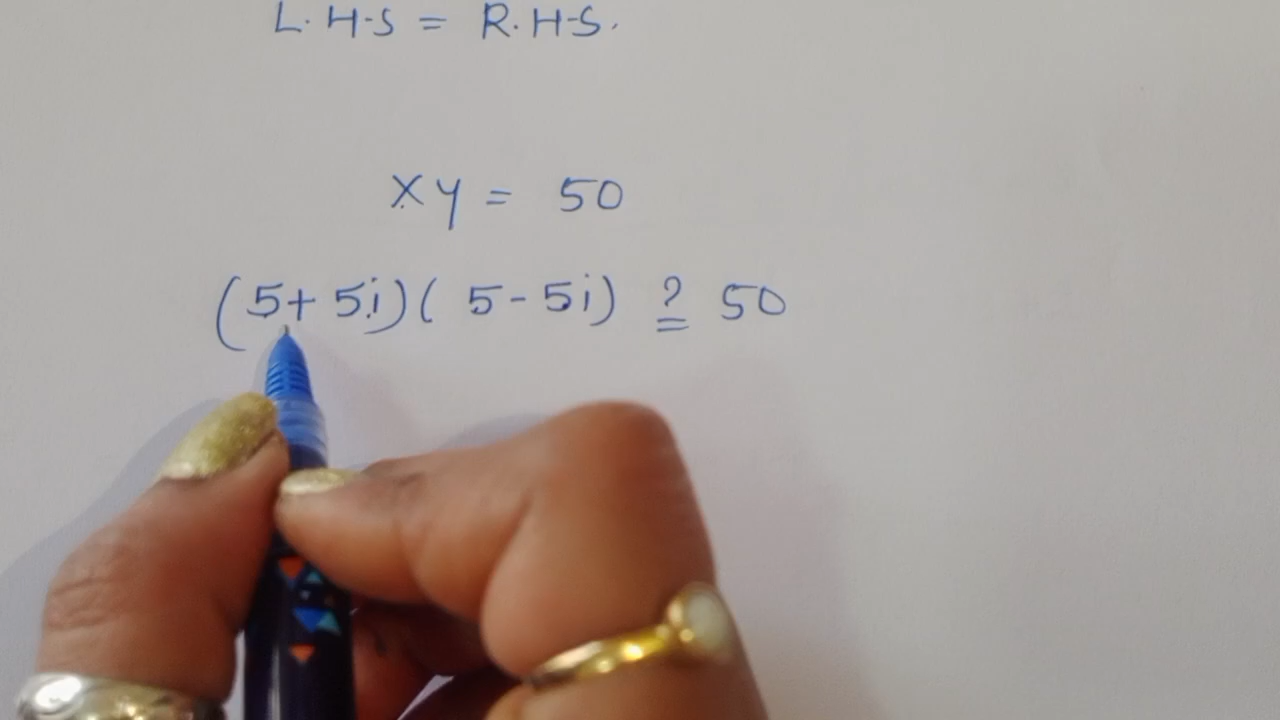 L.H-S = R.H-S.
xy = 50
(5+ 5i)( 5-5i) ≟ 50